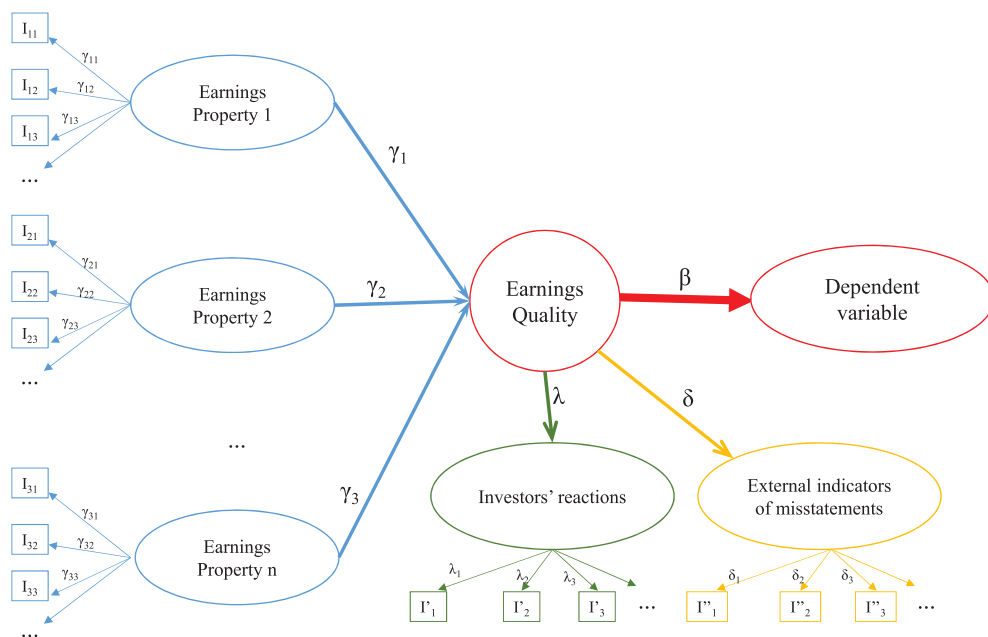 I₁₁
γ₁₁
I₁₂
γ₁₂
I₁₃
γ₁₃
...
Earnings
Property 1
γ₁
I₂₁
γ₂₁
I₂₂
γ₂₂
I₂₃
γ₂₃
...
Earnings
Property 2
γ₂
...
I₃₁
γ₃₁
I₃₂
γ₃₂
I₃₃
γ₃₃
...
Earnings
Property n
γ₃
Earnings
Quality
β
Dependent
variable
λ
δ
Investors’ reactions
λ₁
λ₂
λ₃
I'₁
I'₂
I'₃
...
External indicators
of misstatements
δ₁
δ₂
δ₃
I"₁
I"₂
I"₃
...